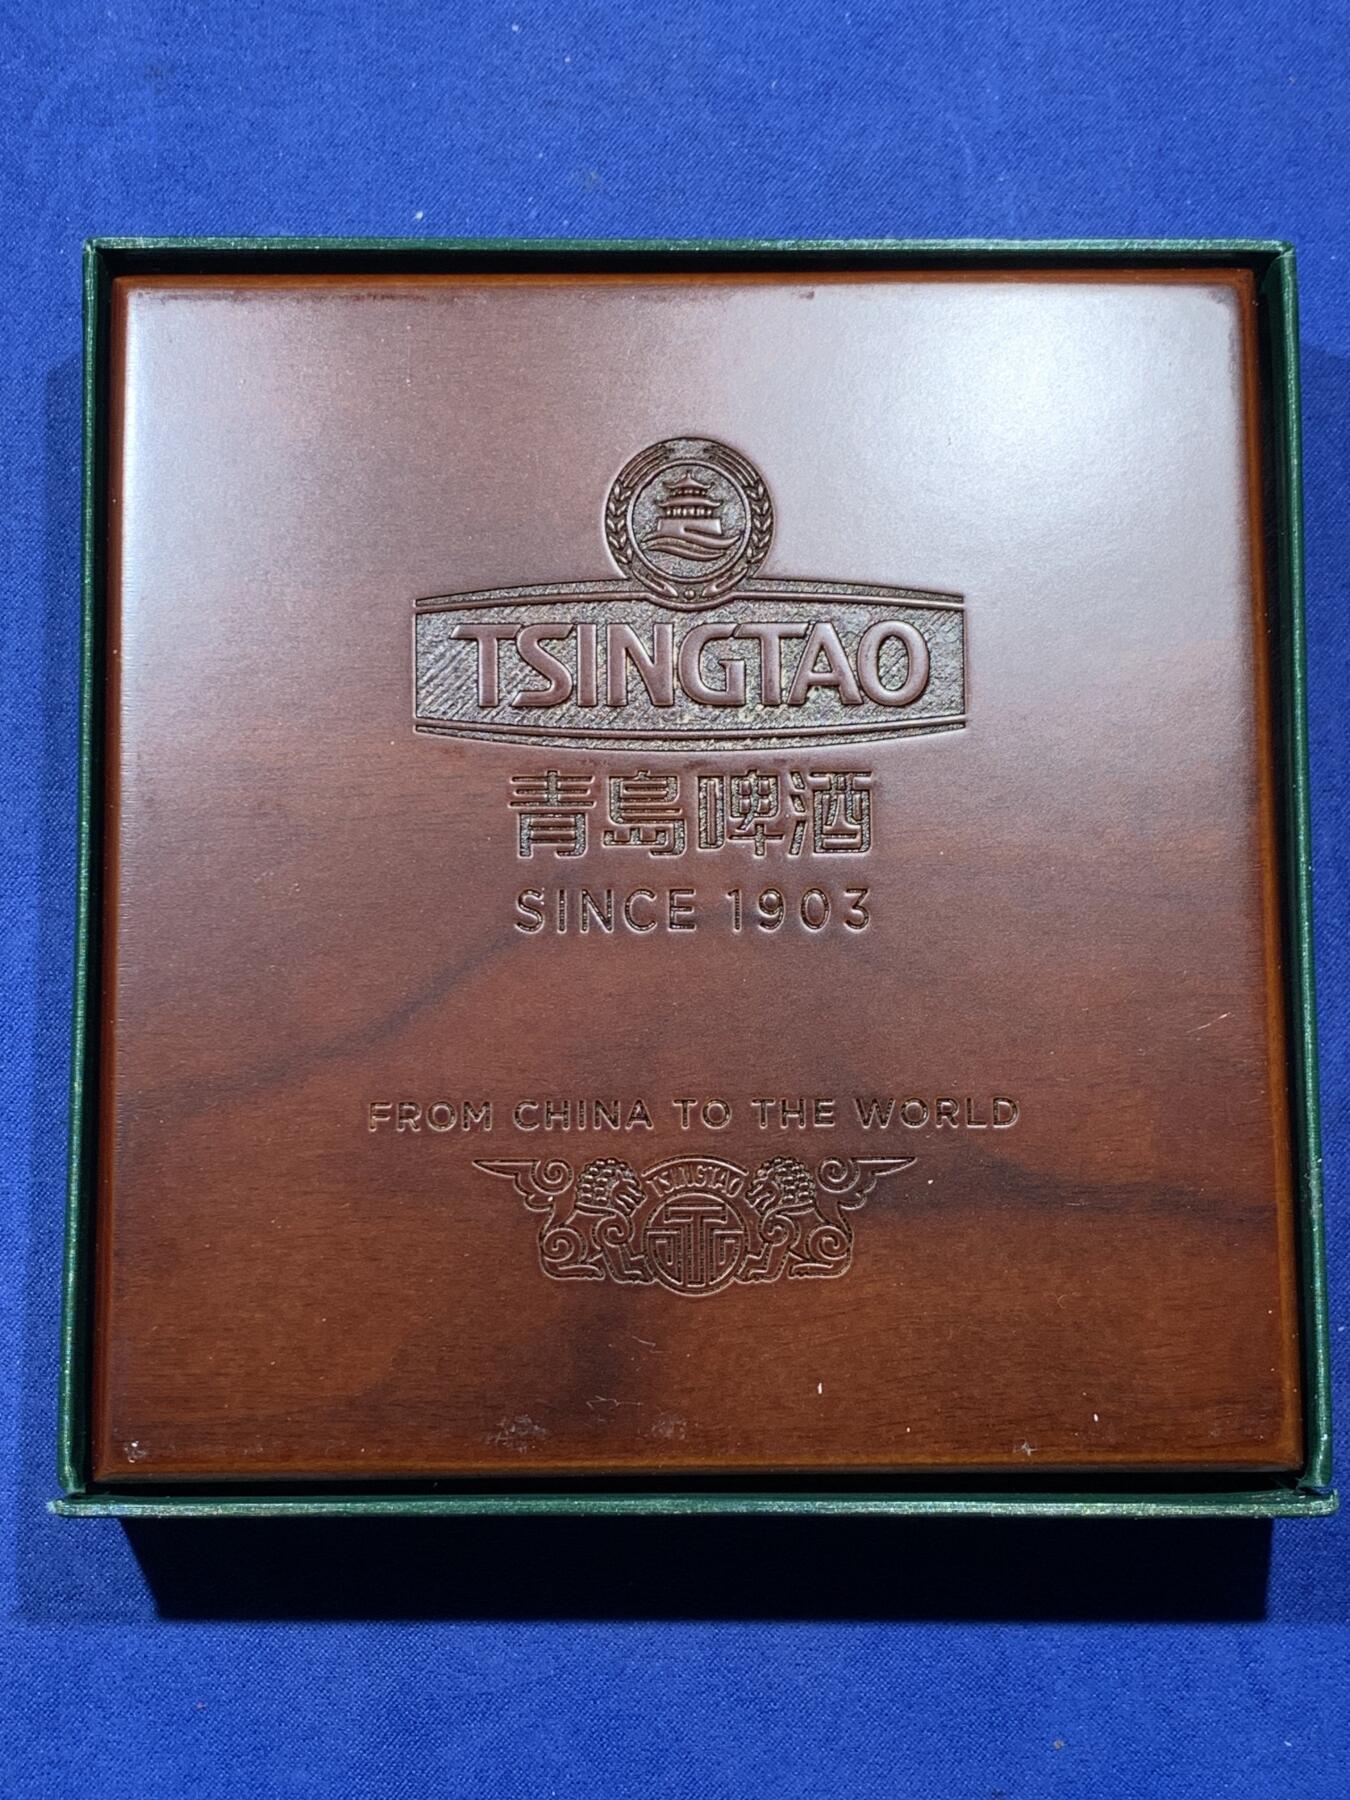 TSINGTAO
青島啤酒
SINCE 1903
FROM CHINA TO THE WORLD
TSINGTAO